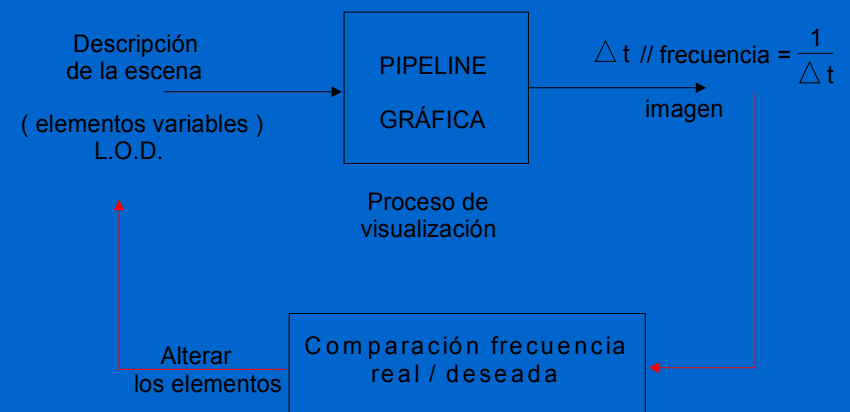 Descripción
de la escena
( elementos variables )
L.O.D.
PIPELINE
GRÁFICA
Proceso de
visualización
△ t // frecuencia = 1 / △ t
imagen
Comparación frecuencia
real / deseada
Alterar
los elementos